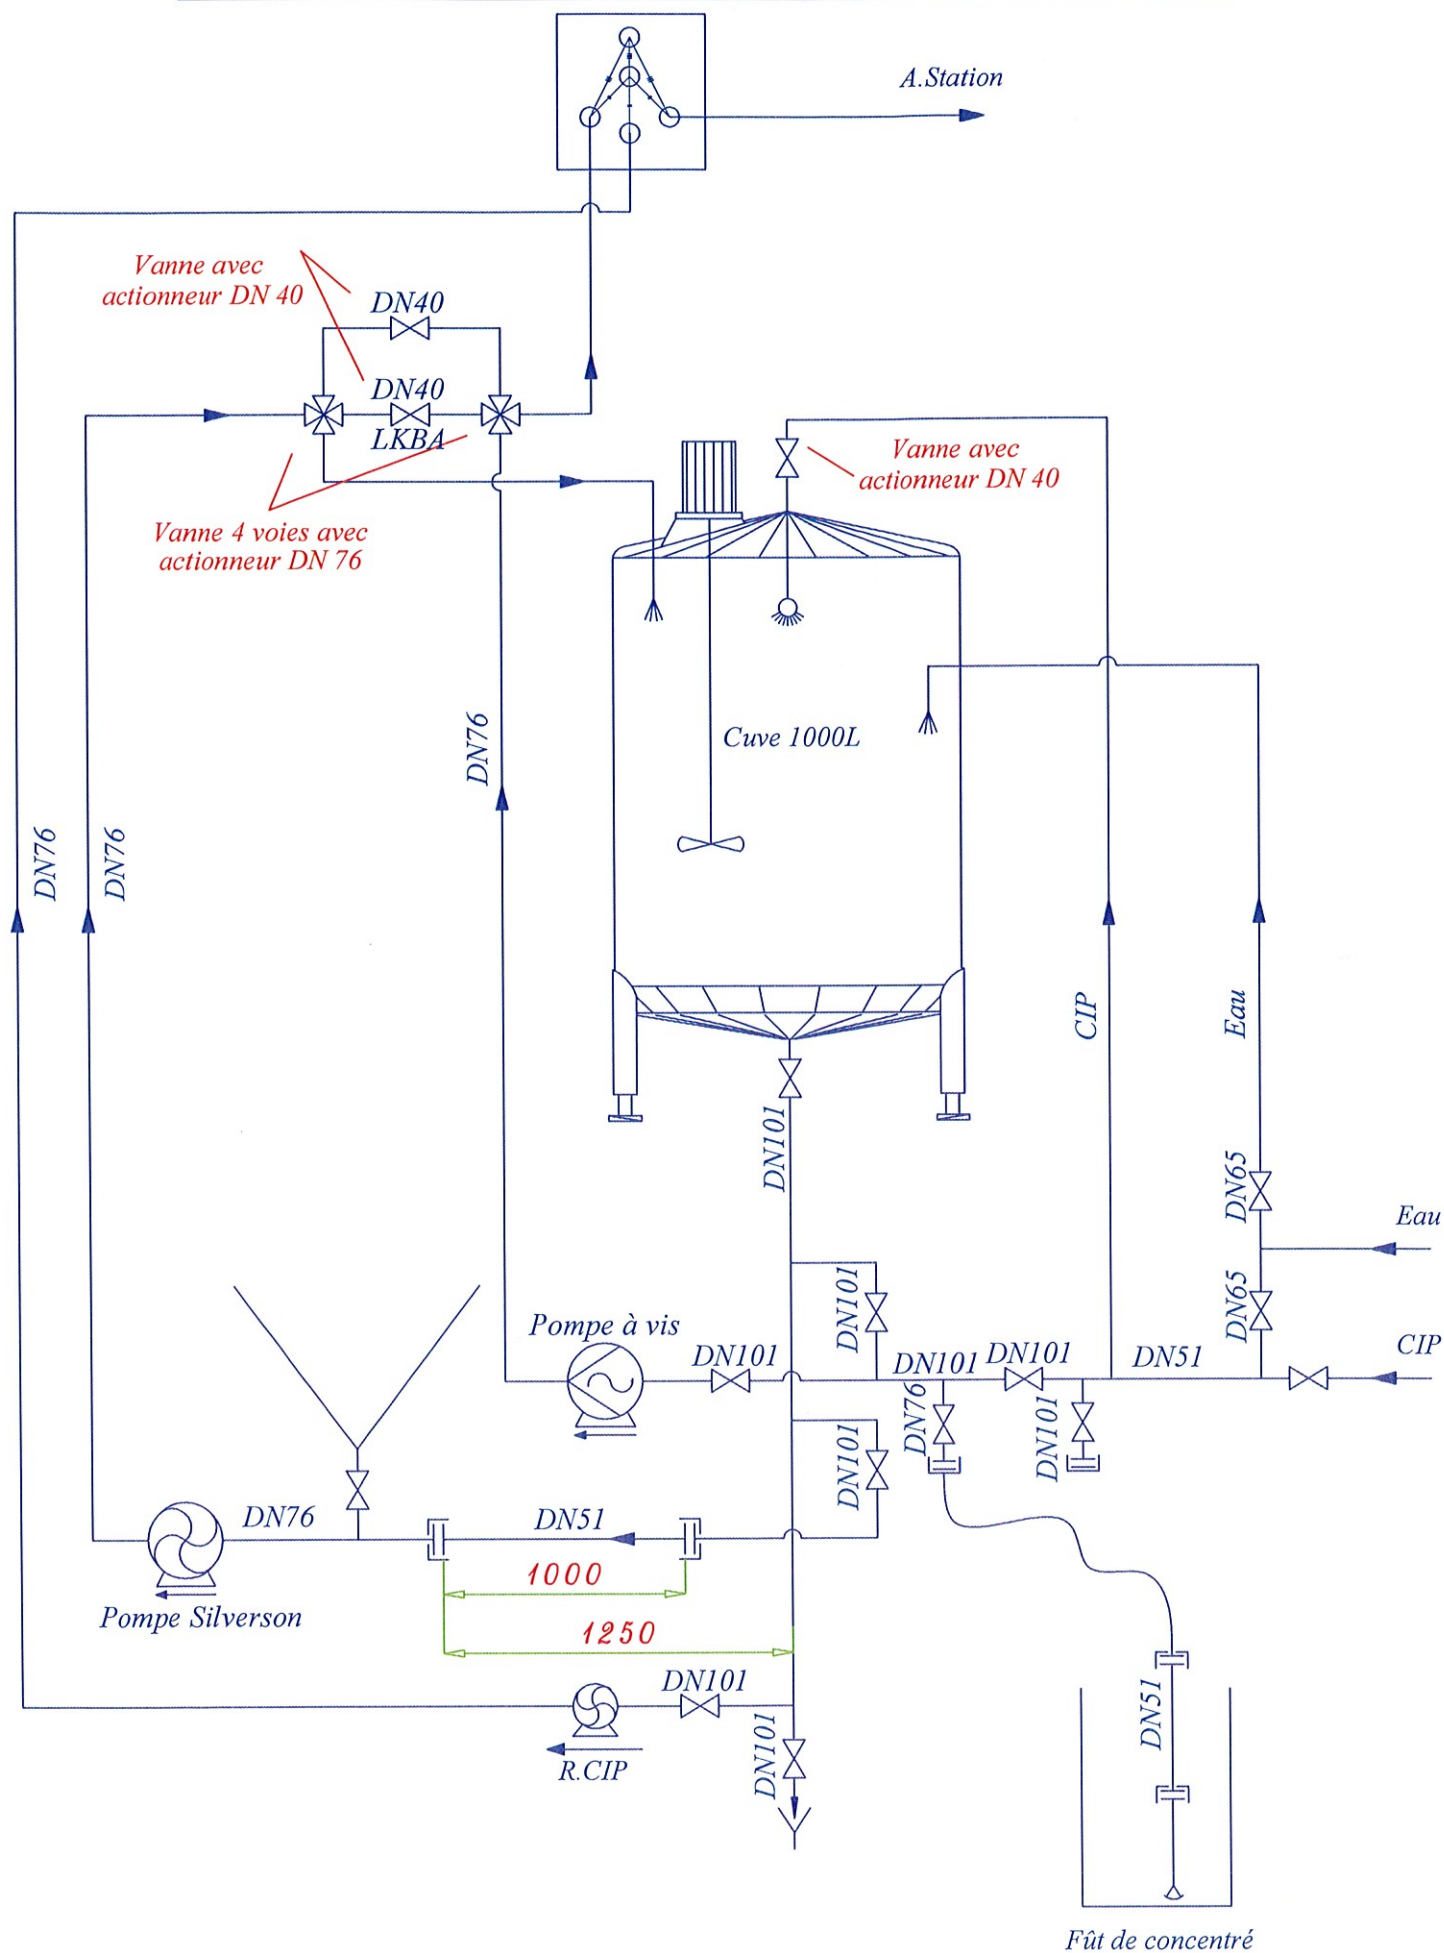 A.Station
Vanne avec
actionneur DN 40
DN40
DN40
LKBA
Vanne avec
actionneur DN 40
Vanne 4 voies avec
actionneur DN 76
DN76
Cuve 1000L
DN76
DN76
CIP
Eau
DN101
DN65
Eau
DN101
DN65
Pompe à vis
DN101
DN101
DN101
DN51
CIP
DN76
DN101
DN101
DN76
DN51
1000
Pompe Silverson
1250
DN101
DN51
DN101
R.CIP
Fût de concentré